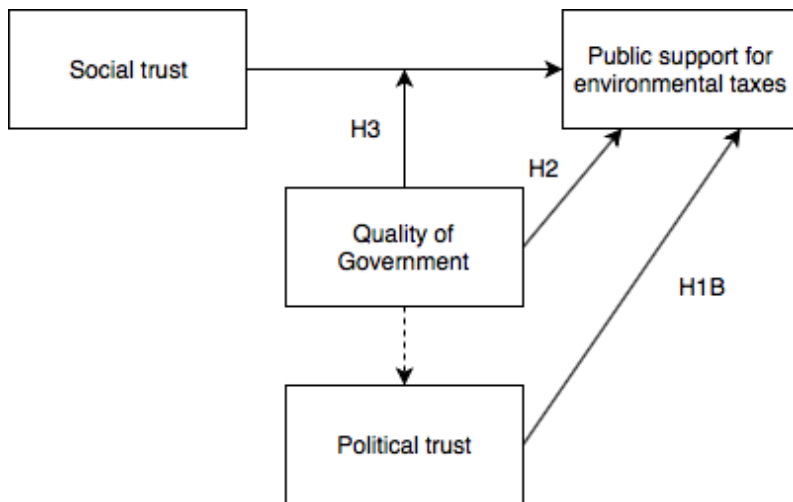 Social trust
Public support for
environmental taxes
H3
H2
Quality of
Government
H1B
Political trust